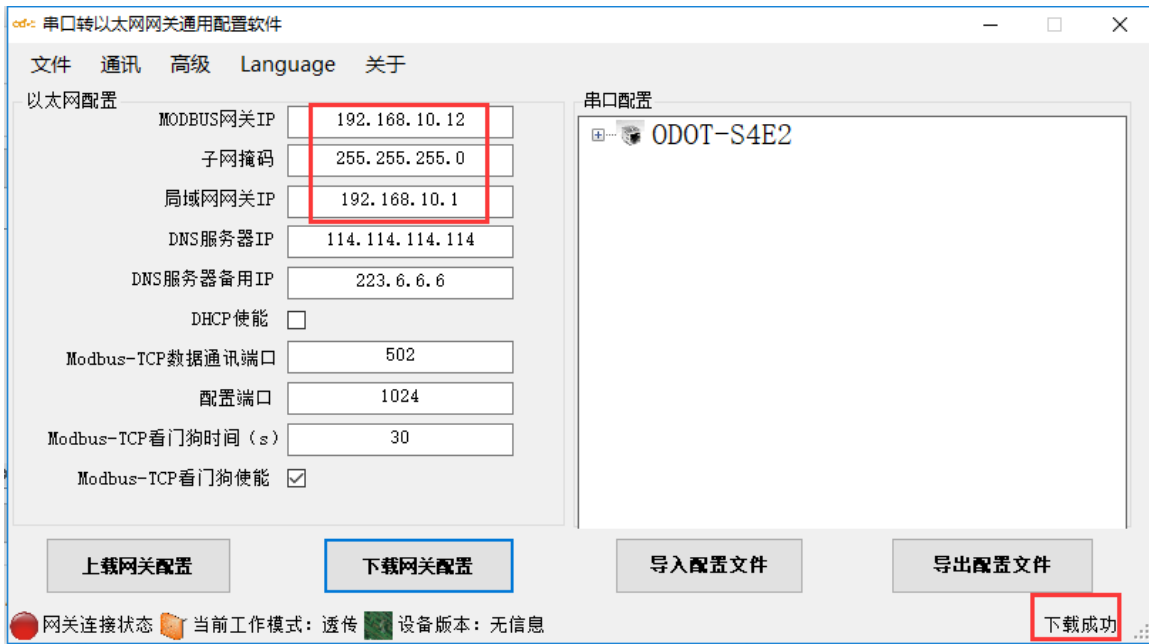 odot 串口转以太网网关通用配置软件
文件 通讯 高级 Language 关于
以太网配置
MODBUS网关IP 192.168.10.12
子网掩码 255.255.255.0
局域网网关IP 192.168.10.1
DNS服务器IP 114.114.114.114
DNS服务器备用IP 223.6.6.6
DHCP使能
Modbus-TCP数据通讯端口 502
配置端口 1024
Modbus-TCP看门狗时间（s） 30
Modbus-TCP看门狗使能
串口配置
ODOT-S4E2
上载网关配置 下载网关配置 导入配置文件 导出配置文件
网关连接状态 当前工作模式：透传 设备版本：无信息 下载成功